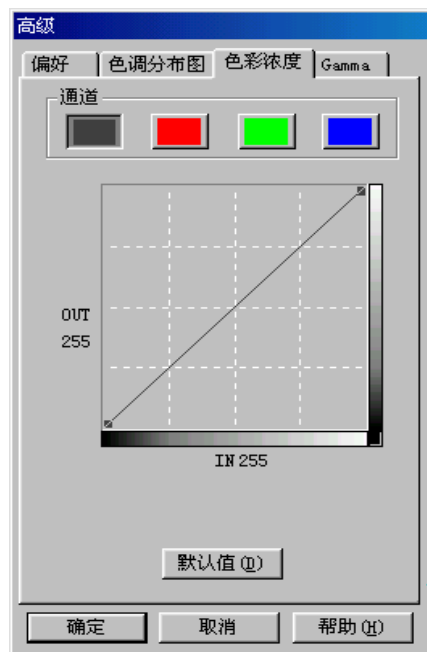 高级
偏好 色调分布图 色彩浓度 Gamma
通道
OUT
255
IN 255
默认值(D)
确定 取消 帮助(H)